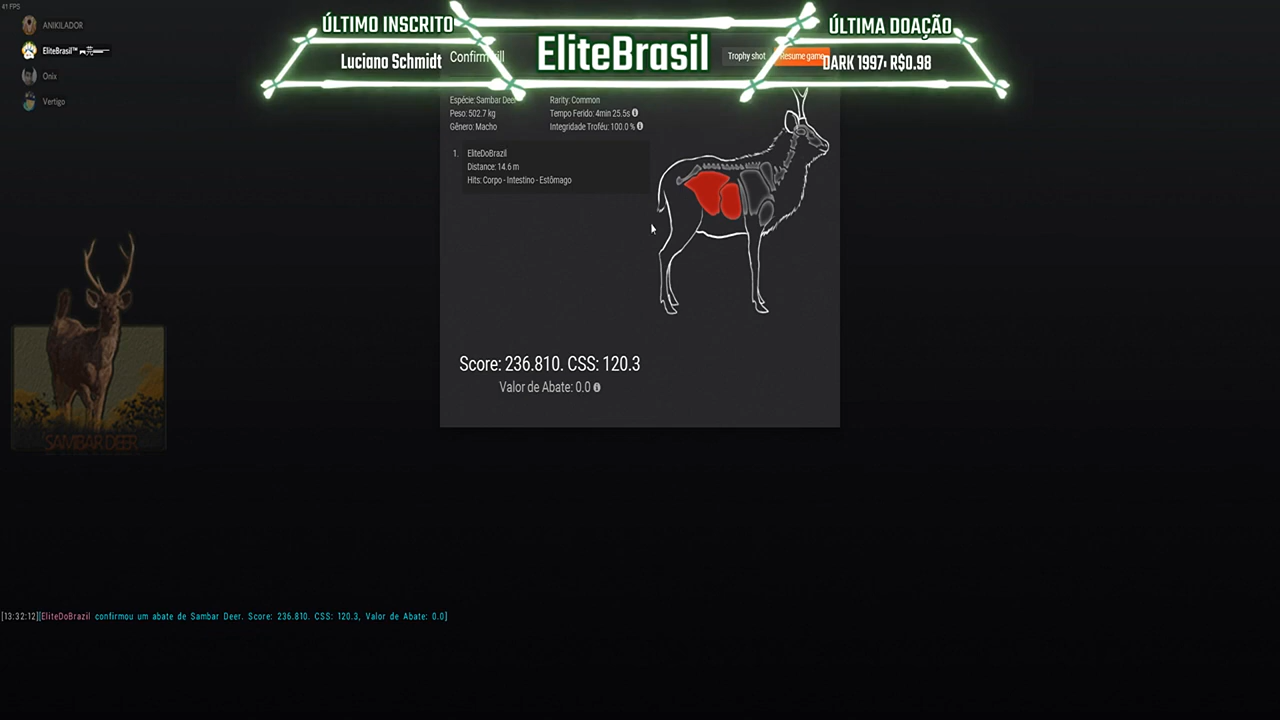 41 FPS
ÚLTIMO INSCRITO
Luciano Schmidt
EliteBrasil
ÚLTIMA DOAÇÃO
DARK 1997: R$0.98
ANIKILADOR
EliteBrasil™
Onix
Vertigo
Trophy shot
Resume game
Espécie: Sambar Deer
Rarity: Common
Peso: 502.7 kg
Tempo Ferido: 4min 25.5s
Gênero: Macho
Integridade Troféu: 100.0 %
1. EliteDoBrazil
Distance: 14.6 m
Hits: Corpo - Intestino - Estômago
Score: 236.810. CSS: 120.3
Valor de Abate: 0.0
SAMBAR DEER
[13:32:12][EliteDoBrazil confirmou um abate de Sambar Deer. Score: 236.810. CSS: 120.3, Valor de Abate: 0.0]